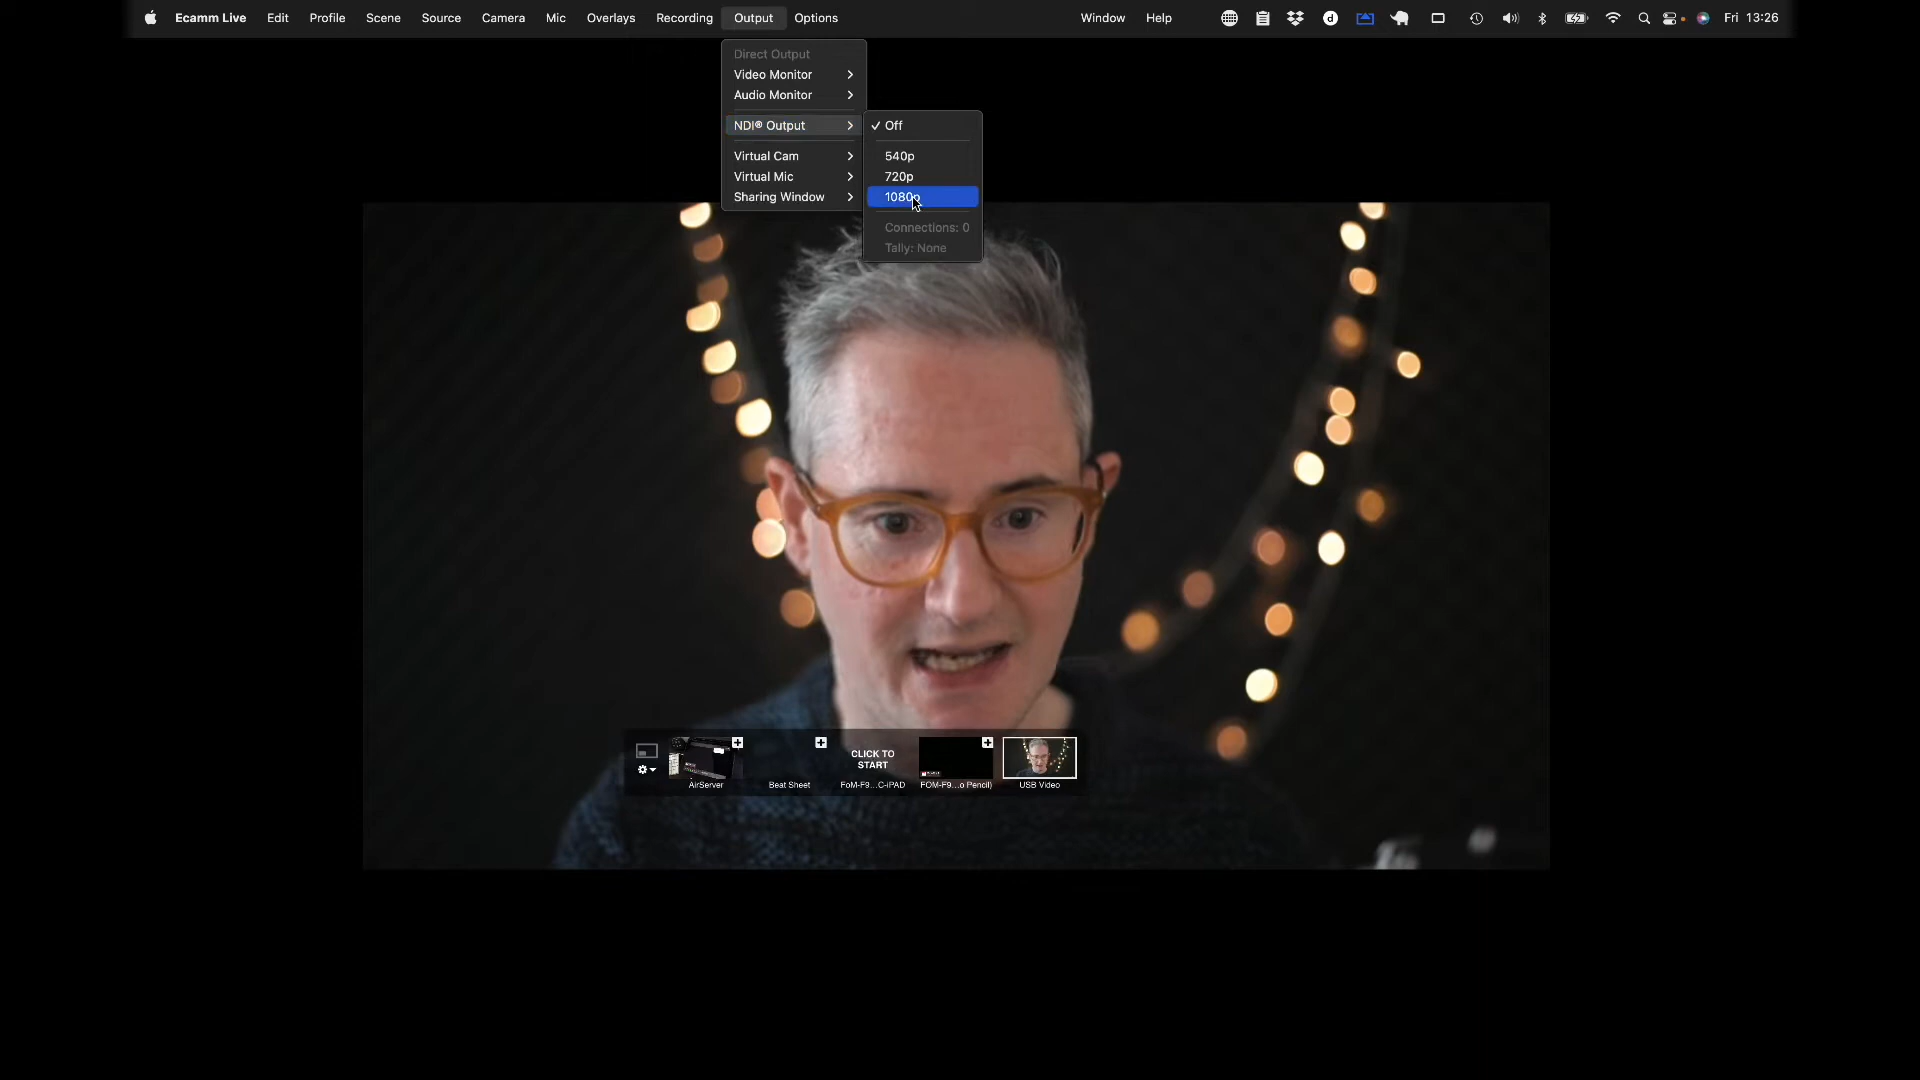 Ecamm Live Edit Profile Scene Source Camera Mic Overlays Recording Output Options Window Help Fri 13:26
Direct Output
Video Monitor
Audio Monitor
NDI® Output
Virtual Cam
Virtual Mic
Sharing Window
Off
540p
720p
1080p
Connections: 0
Tally: None
CLICK TO
START
AirServer
Beat Sheet
FoM-F9...C-iPAD
FOM-F9...o Pencil)
USB Video